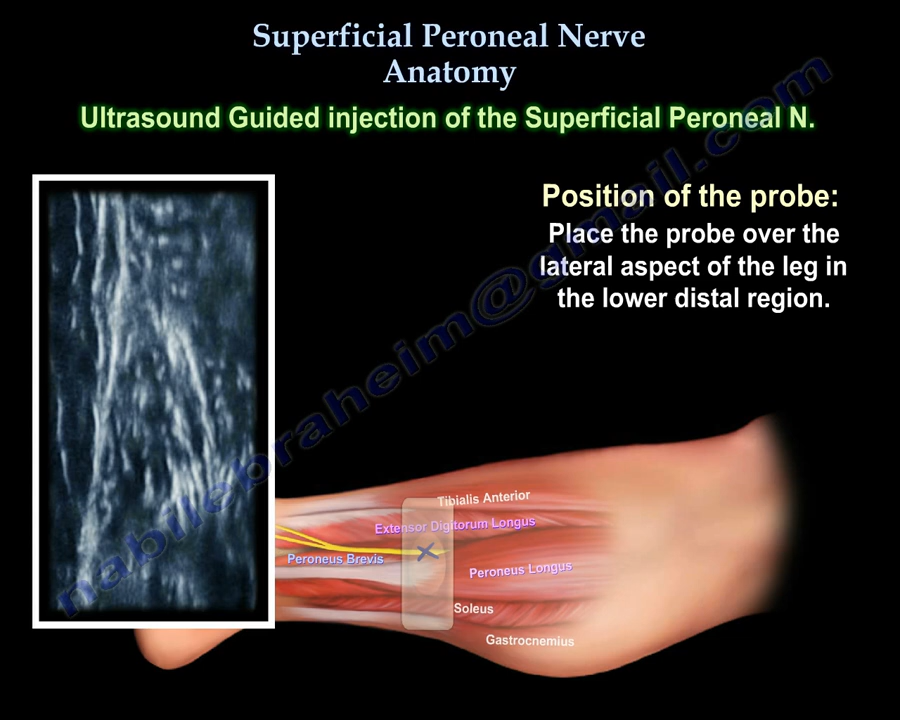 Superficial Peroneal Nerve
Anatomy
Ultrasound Guided injection of the Superficial Peroneal N.
Position of the probe:
Place the probe over the
lateral aspect of the leg in
the lower distal region.
nabilebraheim@gmail.com
Tibialis Anterior
Extensor Digitorum Longus
Peroneus Brevis
Peroneus Longus
Soleus
Gastrocnemius